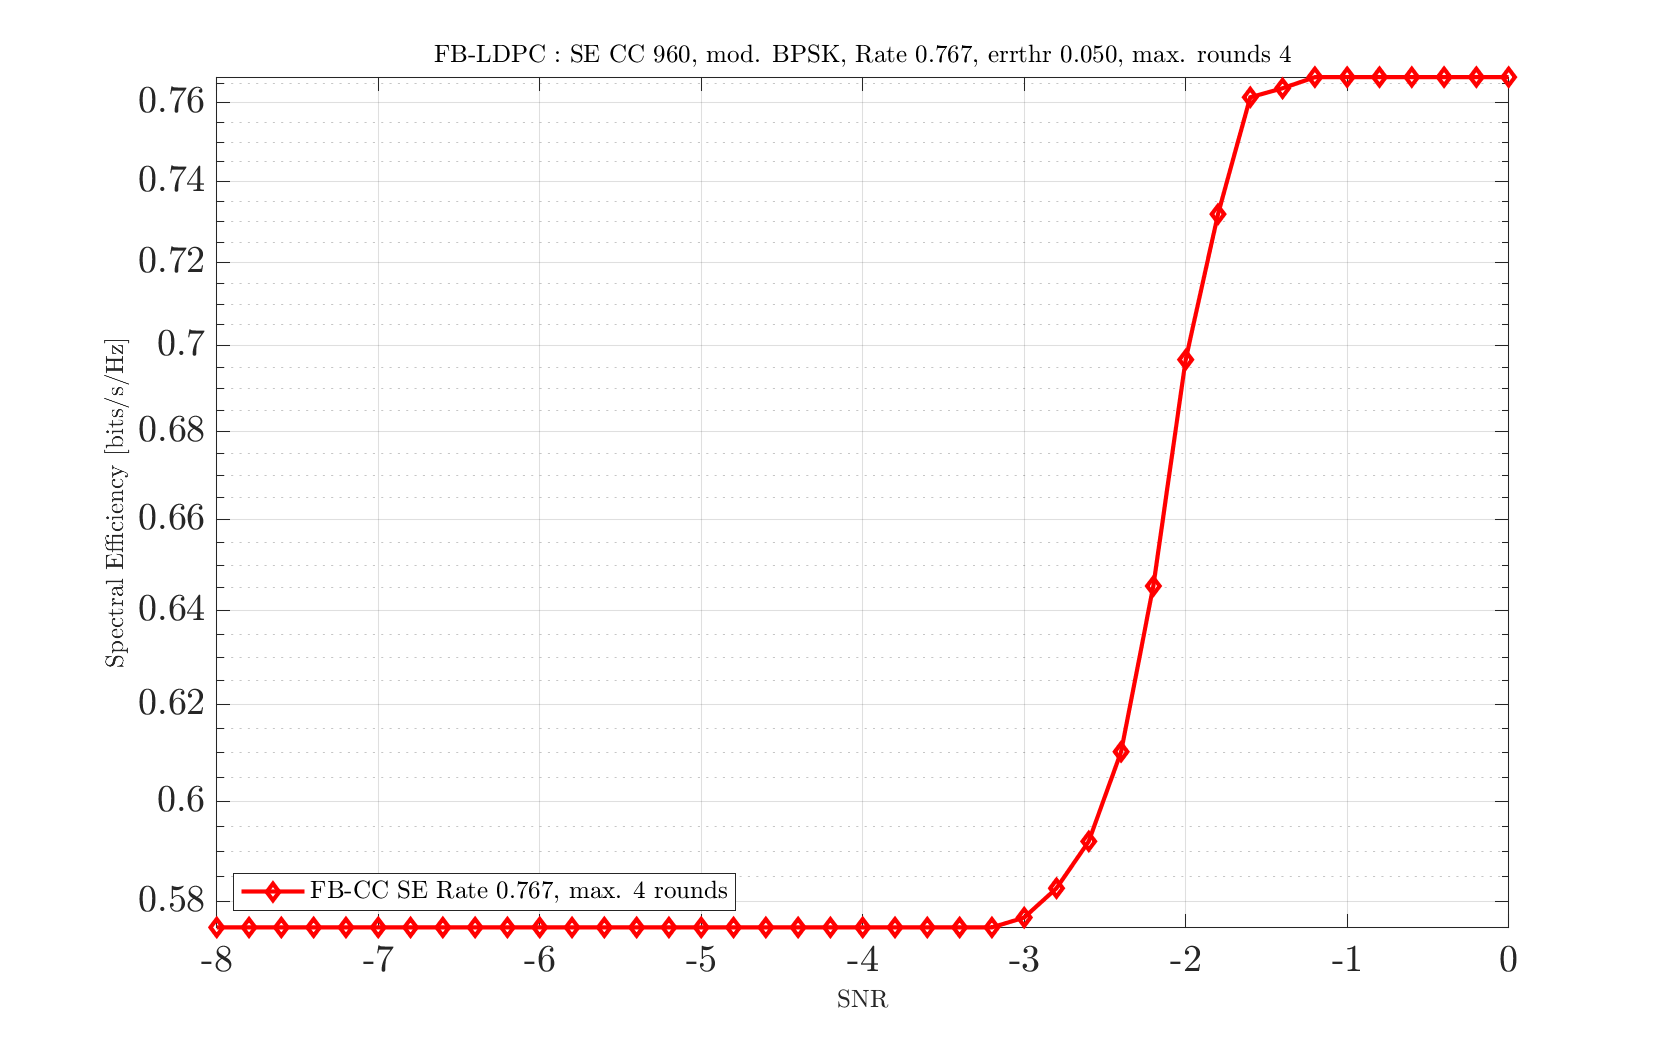 FB-LDPC : SE CC 960, mod. BPSK, Rate 0.767, errthr 0.050, max. rounds 4
0.76
0.74
0.72
0.7
0.68
0.66
0.64
0.62
0.6
0.58
Spectral Efficiency [bits/s/Hz]
FB-CC SE Rate 0.767, max. 4 rounds
-8 -7 -6 -5 -4 -3 -2 -1 0
SNR